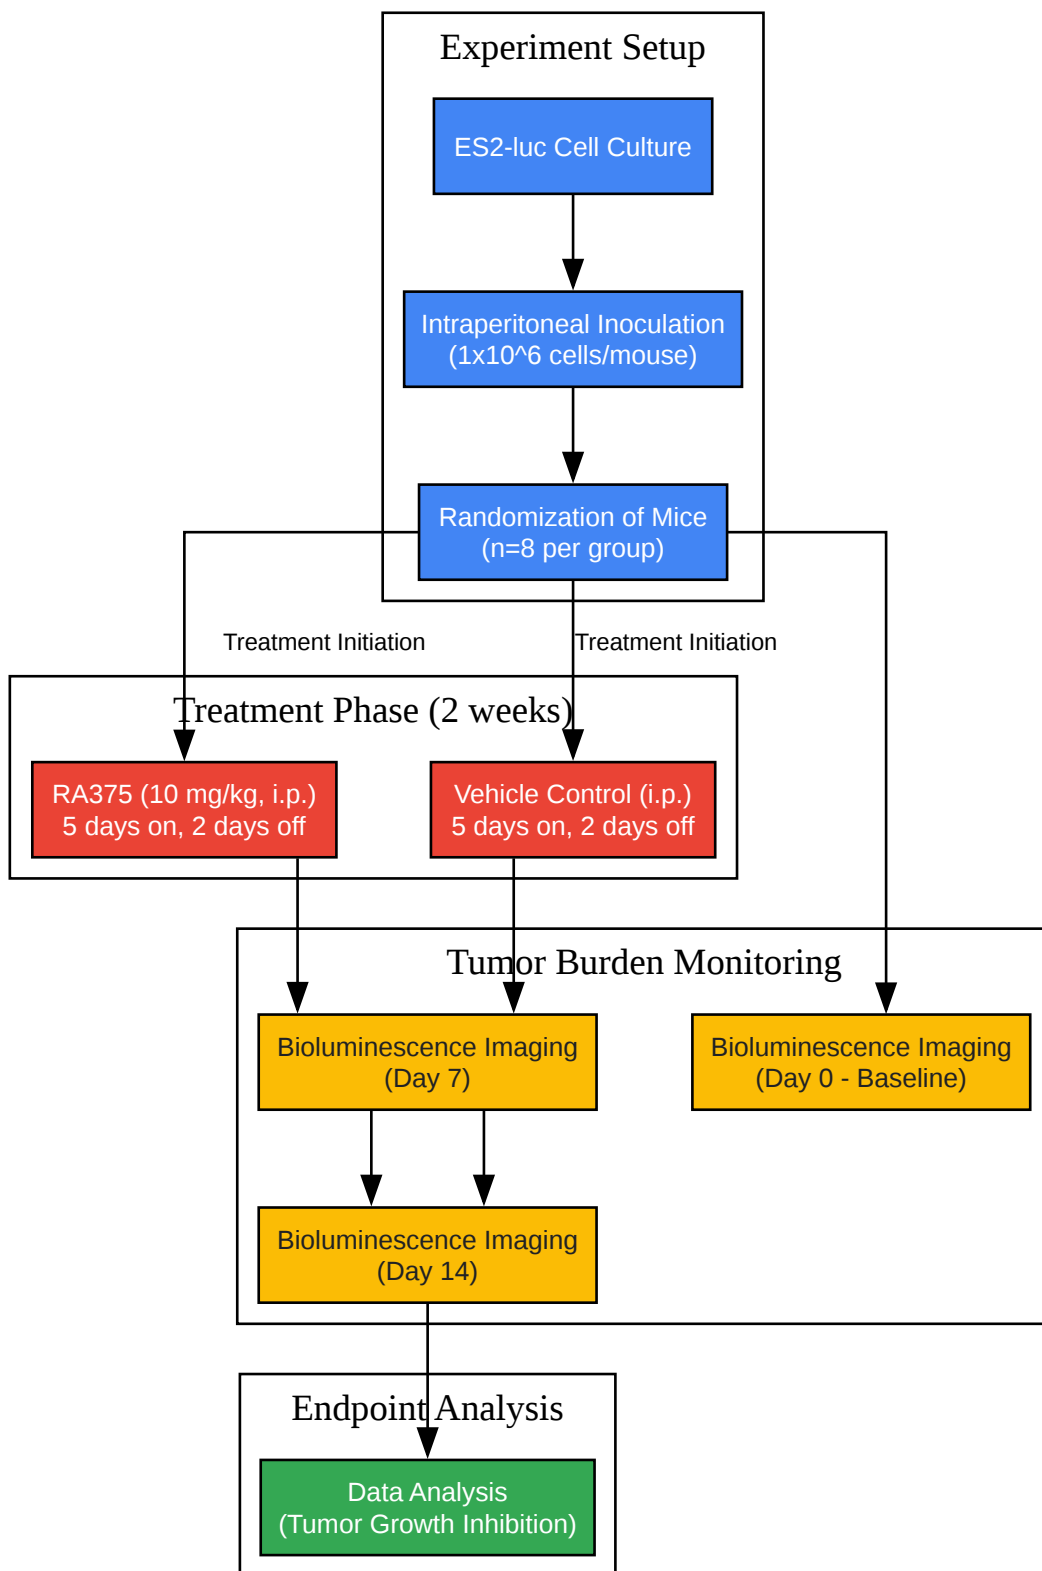 Experiment Setup
ES2-luc Cell Culture
Intraperitoneal Inoculation
(1x10^6 cells/mouse)
Randomization of Mice
(n=8 per group)
Treatment Initiation
Treatment Initiation
Treatment Phase (2 weeks)
RA375 (10 mg/kg, i.p.)
5 days on, 2 days off
Vehicle Control (i.p.)
5 days on, 2 days off
Tumor Burden Monitoring
Bioluminescence Imaging
(Day 7)
Bioluminescence Imaging
(Day 0 - Baseline)
Bioluminescence Imaging
(Day 14)
Endpoint Analysis
Data Analysis
(Tumor Growth Inhibition)